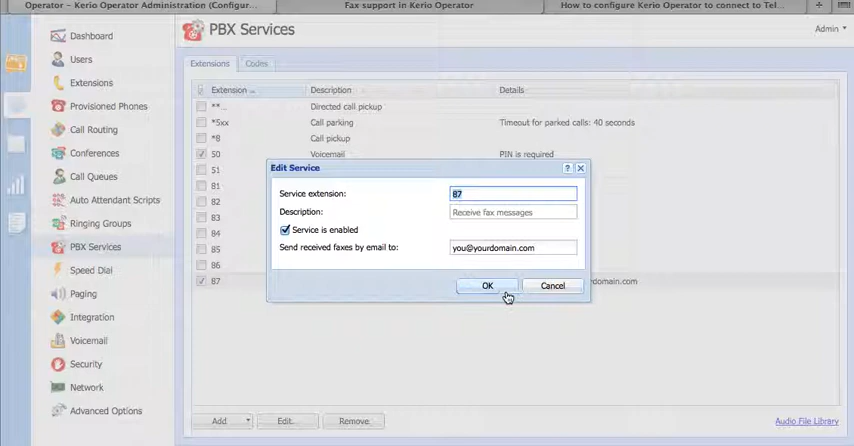 Operator – Kerio Operator Administration (Configur...
Fax support in Kerio Operator
How to configure Kerio Operator to connect to Tel...
PBX Services
Admin
Dashboard
Users
Extensions
Provisioned Phones
Call Routing
Conferences
Call Queues
Auto Attendant Scripts
Ringing Groups
PBX Services
Speed Dial
Paging
Integration
Voicemail
Security
Network
Advanced Options
Extensions
Codes
Extension
Description
Details
**...
Directed call pickup
*5xx
Call parking
Timeout for parked calls: 40 seconds
*8
Call pickup
50
Voicemail
PIN is required
51
81
82
83
84
85
86
87
domain.com
Edit Service
?
Service extension:
87
Description:
Receive fax messages
Service is enabled
Send received faxes by email to:
you@yourdomain.com
OK
Cancel
Add
Edit...
Remove
Audio File Library